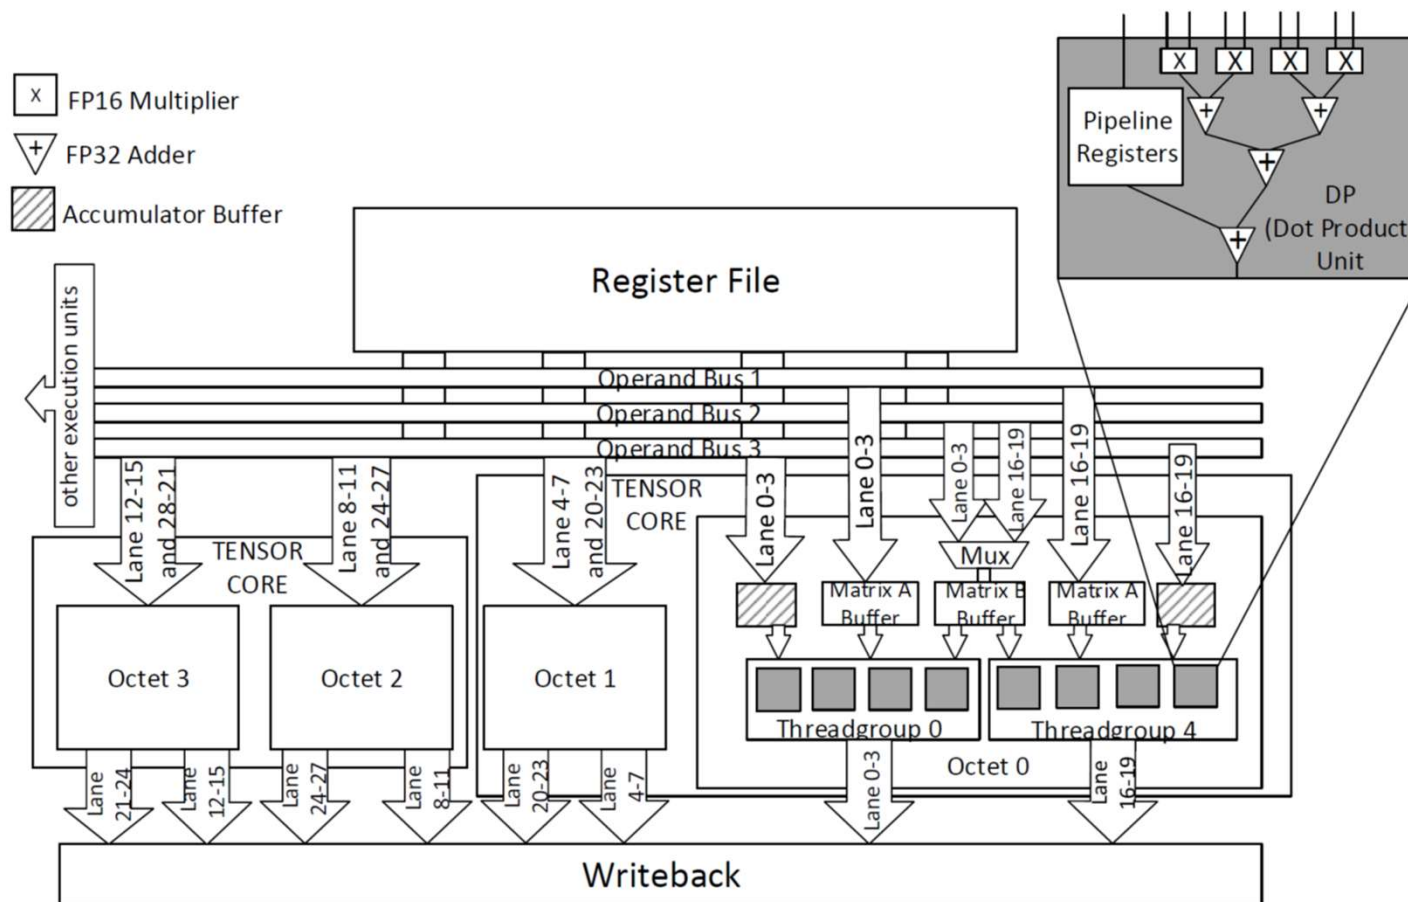 X FP16 Multiplier
+ FP32 Adder
Accumulator Buffer
X X X X
+ +
+
+
Pipeline
Registers
DP
(Dot Product
Unit
Register File
other execution units
Operand Bus 1
Operand Bus 2
Operand Bus 3
Lane 12-15
and 28-21
Lane 8-11
and 24-27
Lane 4-7
and 20-23
Lane 0-3
Lane 0-3
Lane 0-3
Lane 16-19
Lane 16-19
Lane 16-19
TENSOR
CORE
TENSOR
CORE
Mux
Matrix A
Buffer
Matrix B
Buffer
Matrix A
Buffer
Octet 3
Octet 2
Octet 1
Threadgroup 0
Threadgroup 4
Octet 0
Lane
21-24
Lane
12-15
Lane
24-27
Lane
8-11
Lane
20-23
Lane
4-7
Lane 0-3
Lane
16-19
Writeback